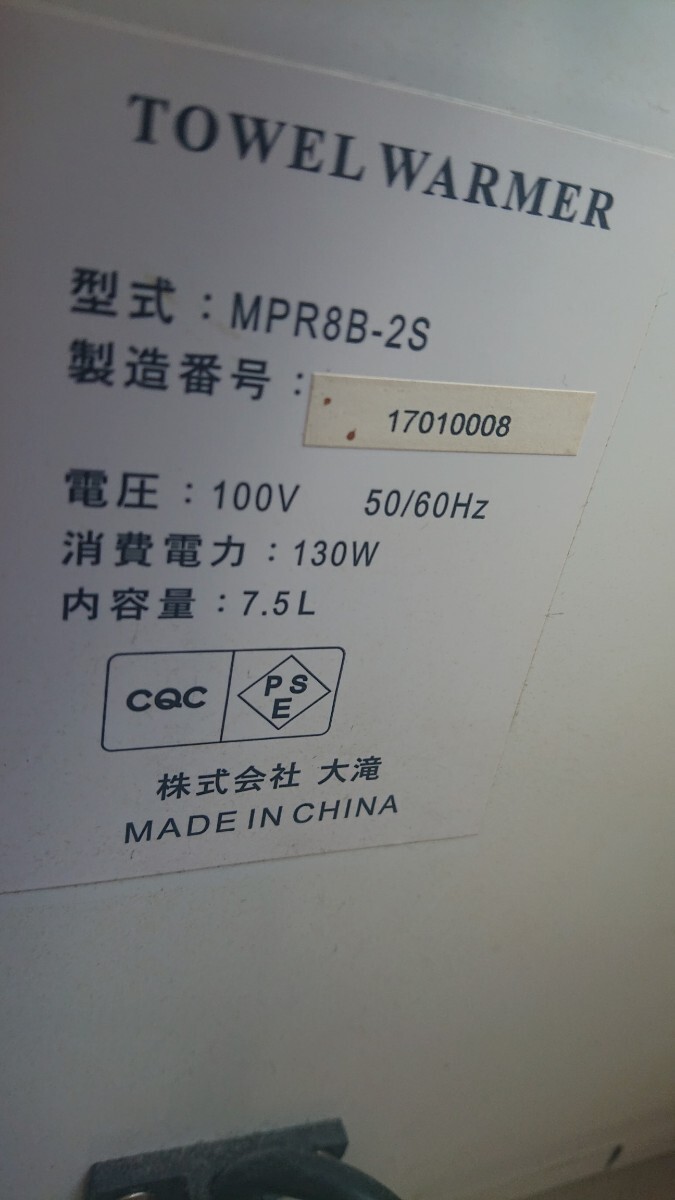 TOWEL WARMER
型式：MPR8B-2S
製造番号：17010008
電圧：100V 50/60Hz
消費電力：130W
内容量：7.5L
CQC PSE
株式会社 大滝
MADE IN CHINA